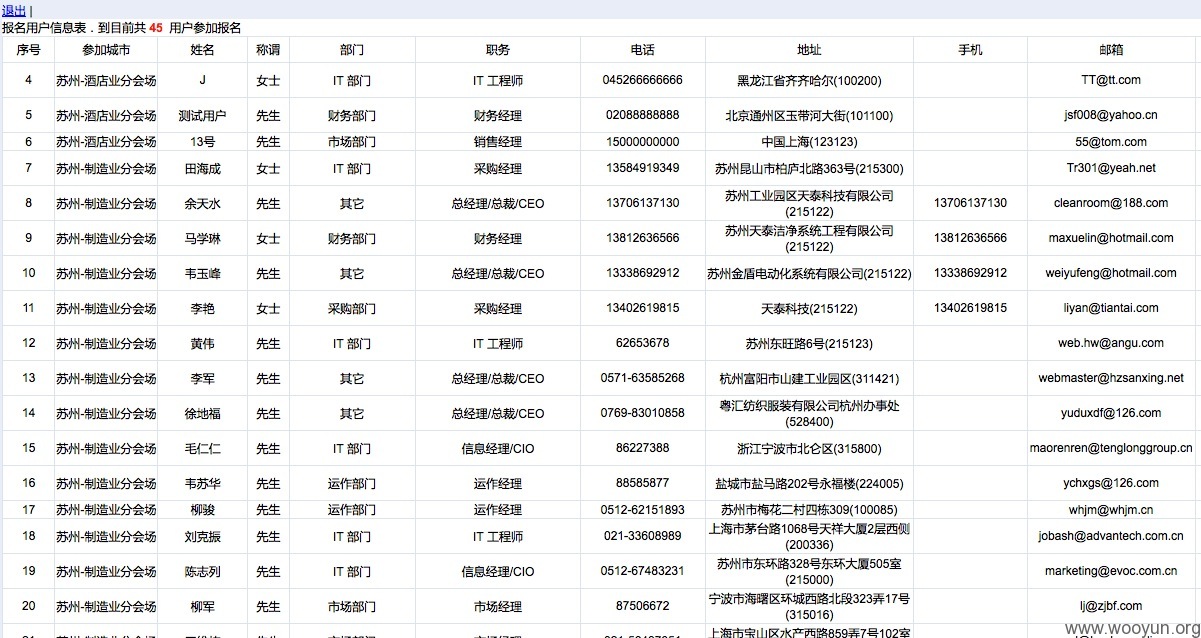 退出 |
报名用户信息表．到目前共 45 用户参加报名
序号 参加城市 姓名 称谓 部门 职务 电话 地址 手机 邮箱
4 苏州-酒店业分会场 J 女士 IT 部门 IT 工程师 045266666666 黑龙江省齐齐哈尔(100200) TT@tt.com
5 苏州-酒店业分会场 测试用户 先生 财务部门 财务经理 02088888888 北京通州区玉带河大街(101100) jsf008@yahoo.cn
6 苏州-酒店业分会场 13号 先生 市场部门 销售经理 15000000000 中国上海(123123) 55@tom.com
7 苏州-制造业分会场 田海成 女士 IT 部门 采购经理 13584919349 苏州昆山市柏庐北路363号(215300) Tr301@yeah.net
8 苏州-制造业分会场 余天水 先生 其它 总经理/总裁/CEO 13706137130 苏州工业园区天泰科技有限公司 13706137130 cleanroom@188.com
(215122)
9 苏州-制造业分会场 马学琳 女士 财务部门 财务经理 13812636566 苏州天泰洁净系统工程有限公司 13812636566 maxuelin@hotmail.com
(215122)
10 苏州-制造业分会场 韦玉峰 先生 其它 总经理/总裁/CEO 13338692912 苏州金盾电动化系统有限公司(215122) 13338692912 weiyufeng@hotmail.com
11 苏州-制造业分会场 李艳 女士 采购部门 采购经理 13402619815 天泰科技(215122) 13402619815 liyan@tiantai.com
12 苏州-制造业分会场 黄伟 先生 IT 部门 IT 工程师 62653678 苏州东旺路6号(215123) web.hw@angu.com
13 苏州-制造业分会场 李军 先生 其它 总经理/总裁/CEO 0571-63585268 杭州富阳市山建工业园区(311421) webmaster@hzsanxing.net
14 苏州-制造业分会场 徐地福 先生 其它 总经理/总裁/CEO 0769-83010858 粤汇纺织服装有限公司杭州办事处 yuduxdf@126.com
(528400)
15 苏州-制造业分会场 毛仁仁 先生 IT 部门 信息经理/CIO 86227388 浙江宁波市北仑区(315800) maorenren@tenglonggroup.cn
16 苏州-制造业分会场 韦苏华 先生 运作部门 运作经理 88585877 盐城市盐马路202号永福楼(224005) ychxgs@126.com
17 苏州-制造业分会场 柳骏 先生 运作部门 运作经理 0512-62151893 苏州市梅花二村四栋309(100085) whjm@whjm.cn
18 苏州-制造业分会场 刘克振 先生 IT 部门 IT 工程师 021-33608989 上海市茅台路1068号天祥大厦2层西侧 jobash@advantech.com.cn
(200336)
19 苏州-制造业分会场 陈志列 先生 IT 部门 信息经理/CIO 0512-67483231 苏州市东环路328号东环大厦505室 marketing@evoc.com.cn
(215000)
20 苏州-制造业分会场 柳军 先生 市场部门 市场经理 87506672 宁波市海曙区环城西路北段323弄17号 lj@zjbf.com
(315016)
上海市宝山区水产西路859弄7号102室
www.wooyun.org